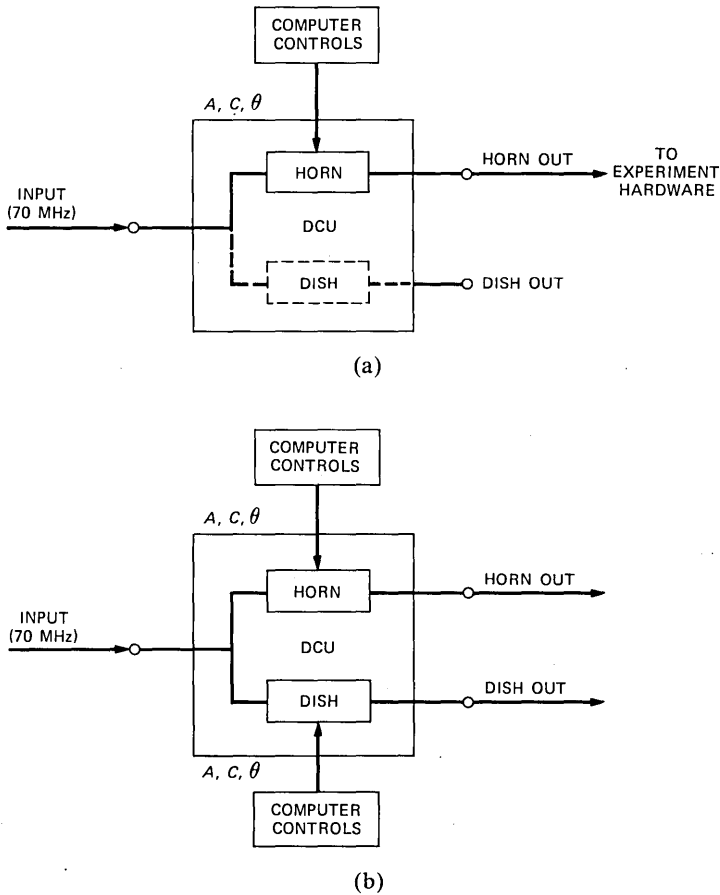 COMPUTER
CONTROLS
A, C, θ
HORN
HORN OUT
TO
EXPERIMENT
HARDWARE
INPUT
(70 MHz)
DCU
DISH
DISH OUT
(a)
COMPUTER
CONTROLS
A, C, θ
HORN
HORN OUT
INPUT
(70 MHz)
DCU
DISH
DISH OUT
A, C, θ
COMPUTER
CONTROLS
(b)